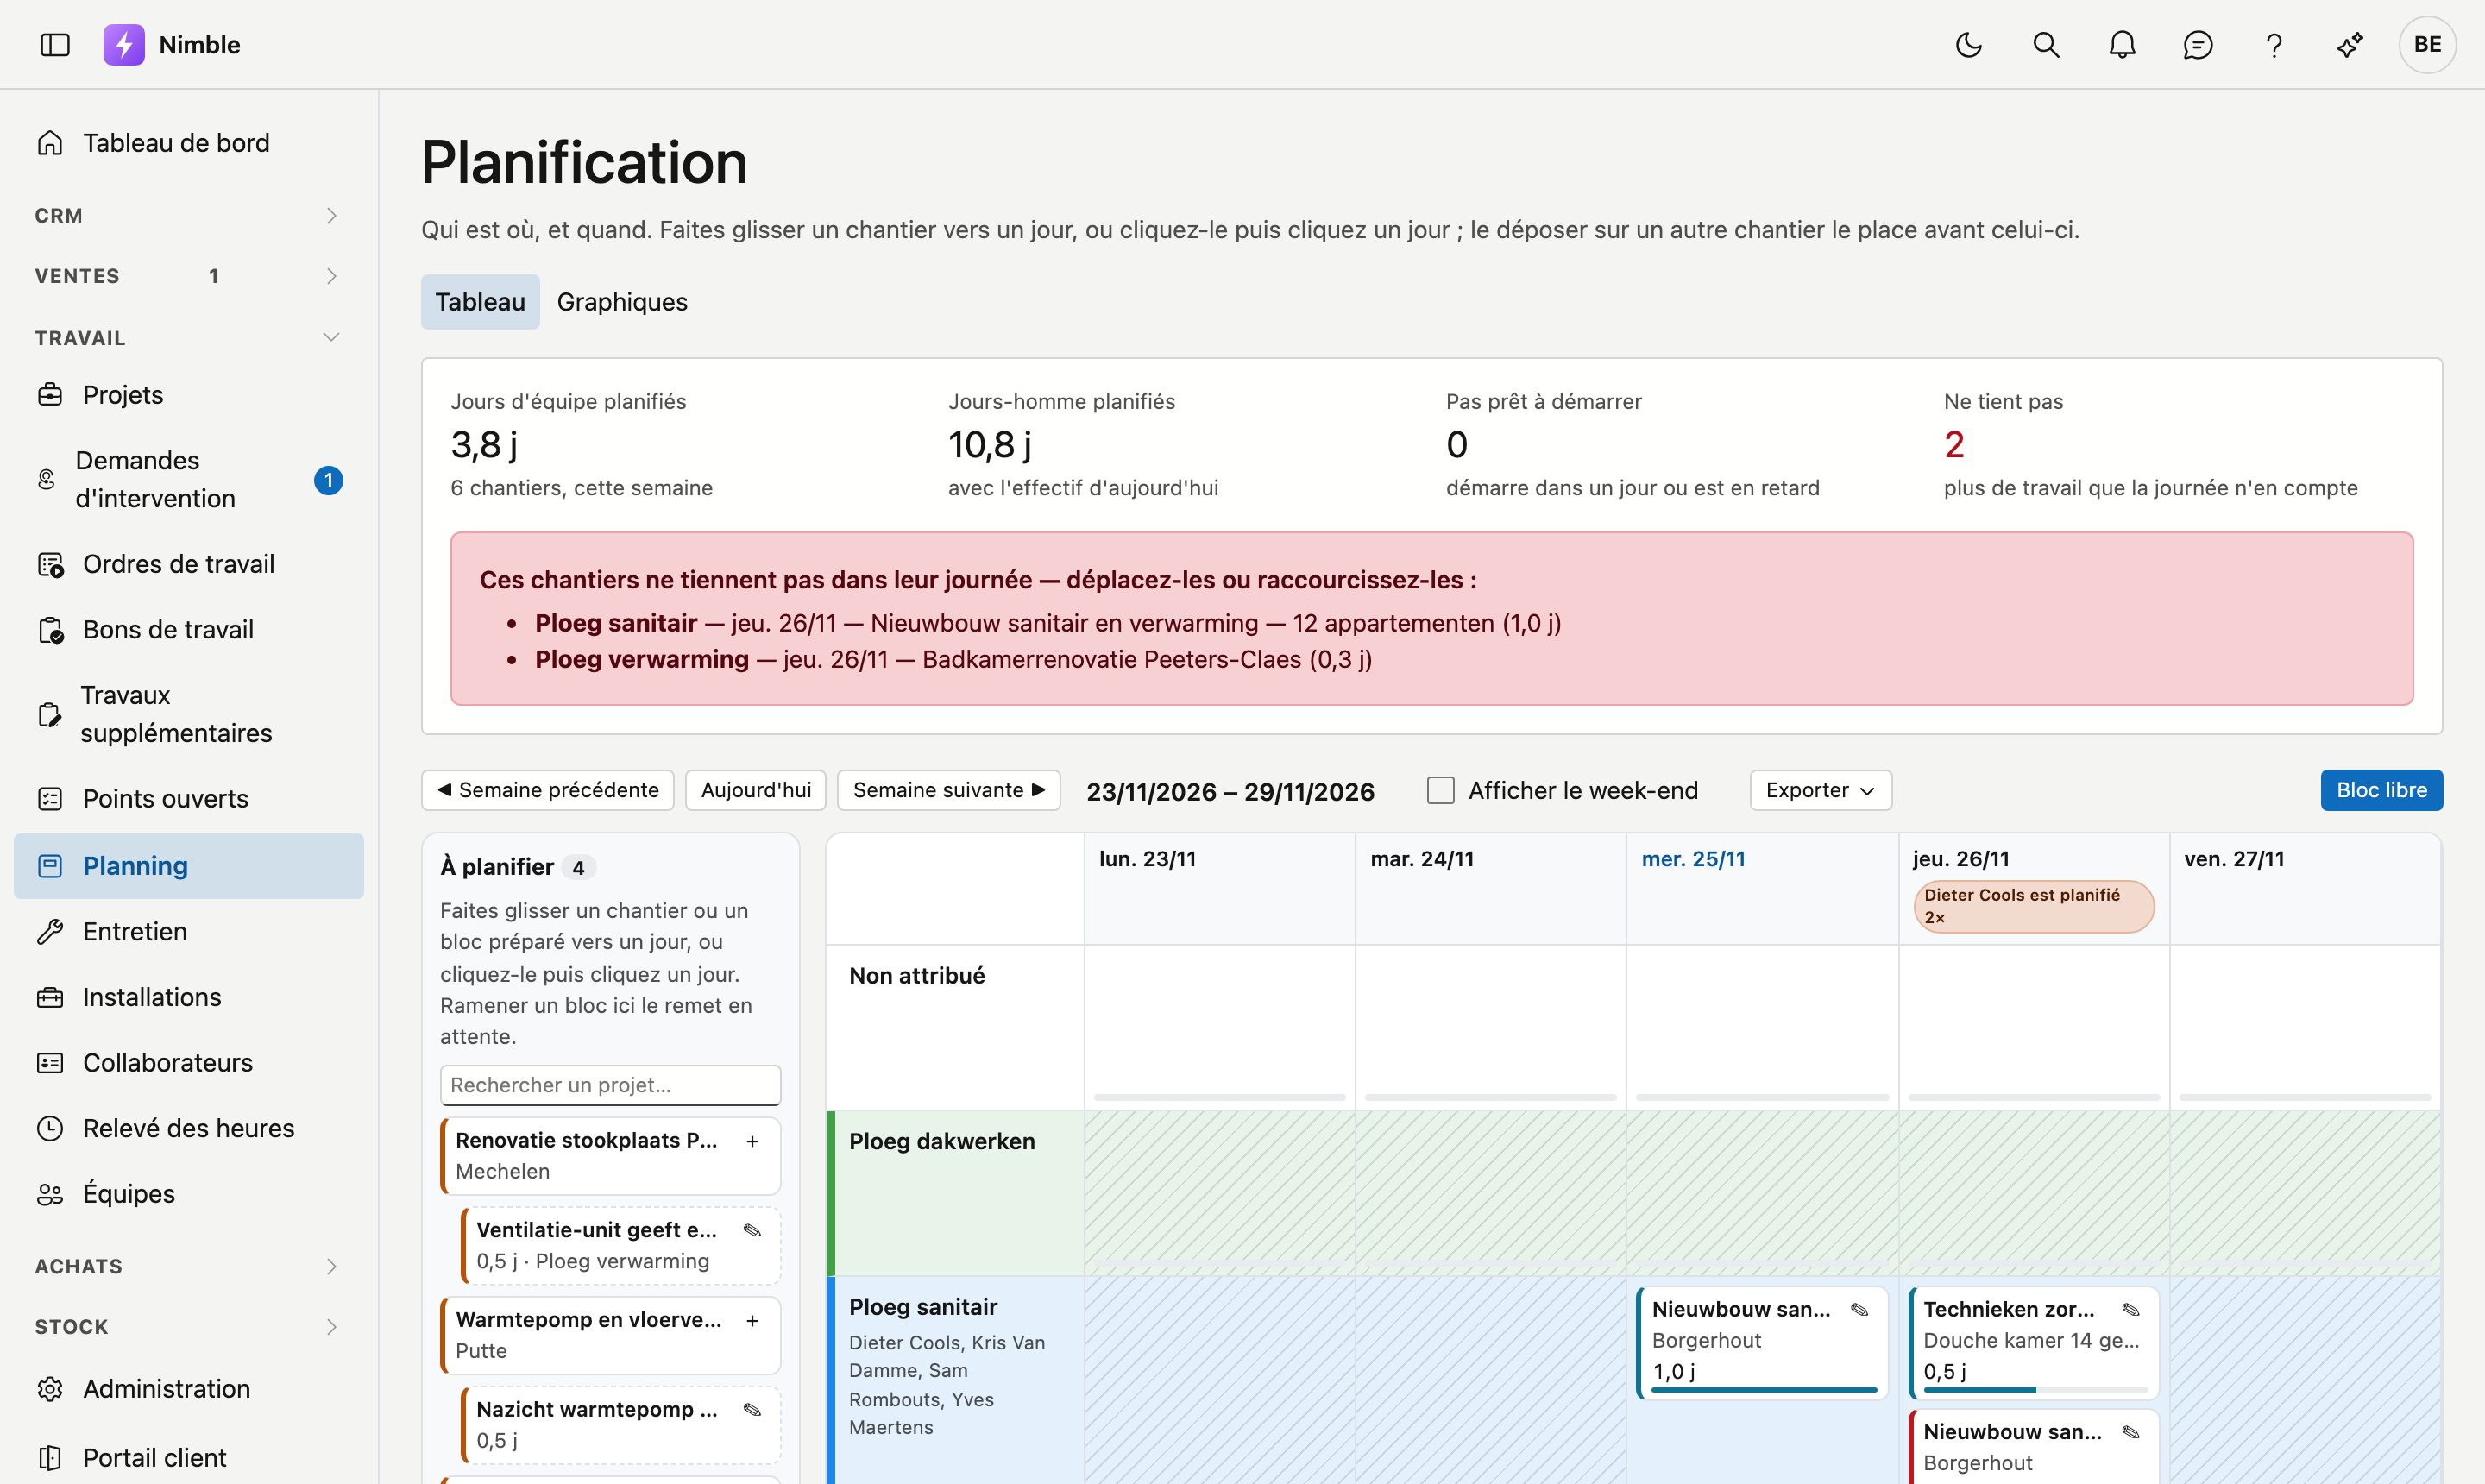 Nimble
BE
Tableau de bord
CRM
VENTES 1
TRAVAIL
Projets
Demandes
d'intervention
1
Ordres de travail
Bons de travail
Travaux
supplémentaires
Points ouverts
Planning
Entretien
Installations
Collaborateurs
Relevé des heures
Équipes
ACHATS
STOCK
Administration
Portail client
Planification
Qui est où, et quand. Faites glisser un chantier vers un jour, ou cliquez-le puis cliquez un jour ; le déposer sur un autre chantier le place avant celui-ci.
Tableau Graphiques
Jours d'équipe planifiés
3,8 j
6 chantiers, cette semaine
Jours-homme planifiés
10,8 j
avec l'effectif d'aujourd'hui
Pas prêt à démarrer
0
démarre dans un jour ou est en retard
Ne tient pas
2
plus de travail que la journée n'en compte
Ces chantiers ne tiennent pas dans leur journée — déplacez-les ou raccourcissez-les :
• Ploeg sanitair — jeu. 26/11 — Nieuwbouw sanitair en verwarming — 12 appartementen (1,0 j)
• Ploeg verwarming — jeu. 26/11 — Badkamerrenovatie Peeters-Claes (0,3 j)
Semaine précédente Aujourd'hui Semaine suivante 23/11/2026 – 29/11/2026 Afficher le week-end Exporter Bloc libre
À planifier 4
Faites glisser un chantier ou un
bloc préparé vers un jour, ou
cliquez-le puis cliquez un jour.
Ramener un bloc ici le remet en
attente.
Rechercher un projet...
Renovatie stookplaats P... +
Mechelen
Ventilatie-unit geeft e...
0,5 j · Ploeg verwarming
Warmtepomp en vloerve... +
Putte
Nazicht warmtepomp ...
0,5 j
lun. 23/11 mar. 24/11 mer. 25/11 jeu. 26/11 ven. 27/11
Dieter Cools est planifié
2×
Non attribué
Ploeg dakwerken
Ploeg sanitair
Dieter Cools, Kris Van
Damme, Sam
Rombouts, Yves
Maertens
Nieuwbouw san...
Borgerhout
1,0 j
Technieken zor...
Douche kamer 14 ge...
0,5 j
Nieuwbouw san...
Borgerhout